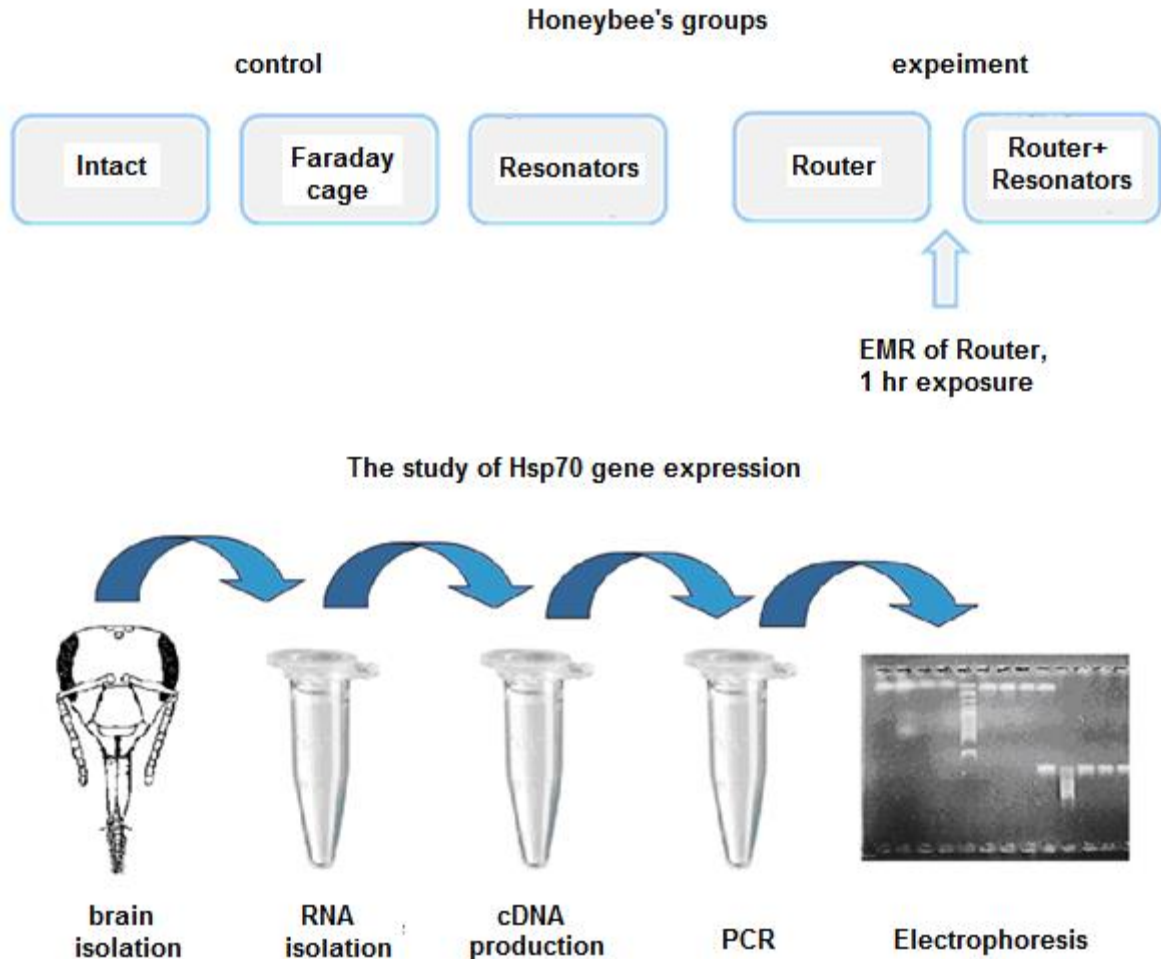 Honeybee's groups
control
expeiment
Intact
Faraday
cage
Resonators
Router
Router+
Resonators
EMR of Router,
1 hr exposure
The study of Hsp70 gene expression
brain
isolation
RNA
isolation
cDNA
production
PCR
Electrophoresis